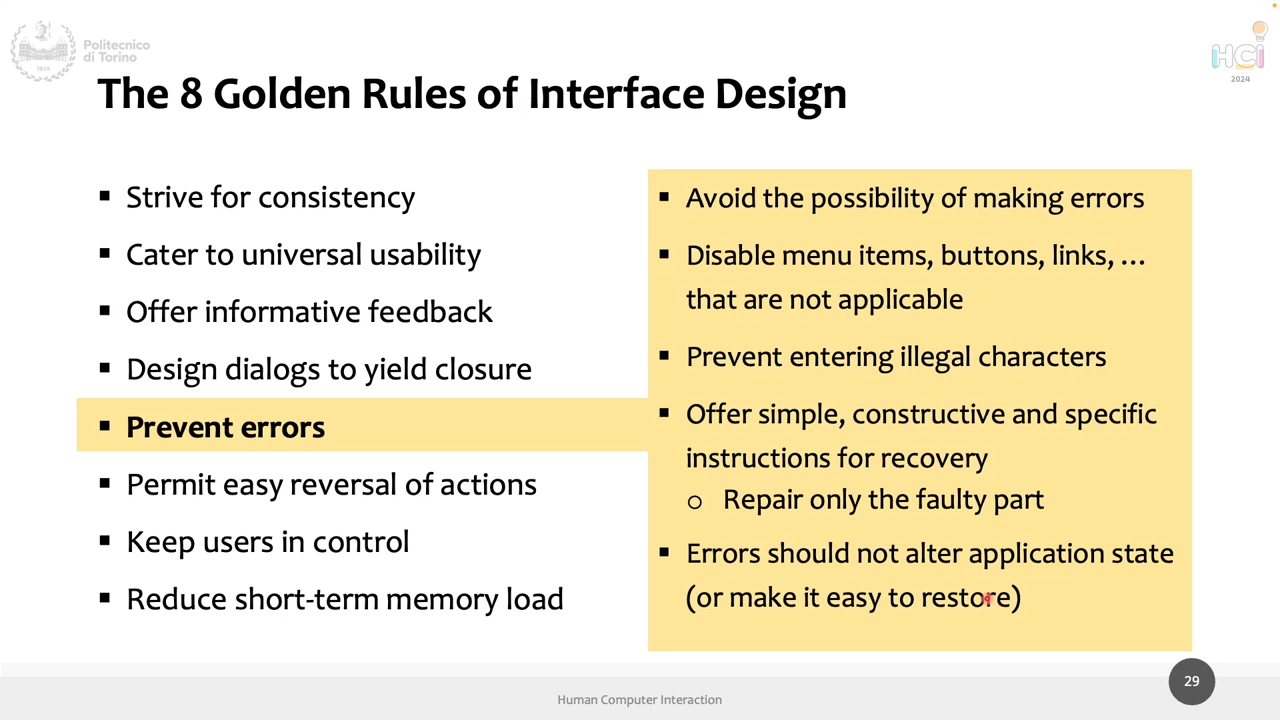 Politecnico
di Torino
1859
HCI
2024
The 8 Golden Rules of Interface Design
▪ Strive for consistency
▪ Cater to universal usability
▪ Offer informative feedback
▪ Design dialogs to yield closure
▪ Prevent errors
▪ Permit easy reversal of actions
▪ Keep users in control
▪ Reduce short-term memory load
▪ Avoid the possibility of making errors
▪ Disable menu items, buttons, links, …
that are not applicable
▪ Prevent entering illegal characters
▪ Offer simple, constructive and specific
instructions for recovery
o Repair only the faulty part
▪ Errors should not alter application state
(or make it easy to restore)
Human Computer Interaction
29